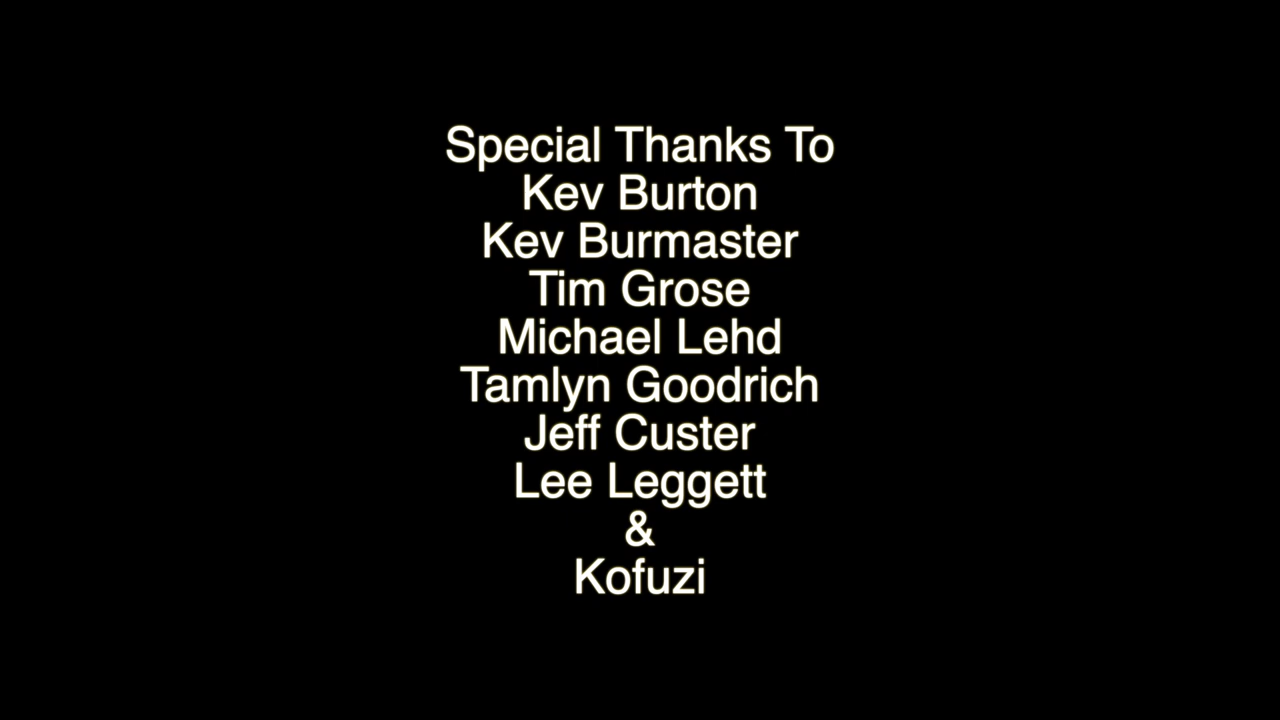 Special Thanks To
Kev Burton
Kev Burmaster
Tim Grose
Michael Lehd
Tamlyn Goodrich
Jeff Custer
Lee Leggett
&
Kofuzi